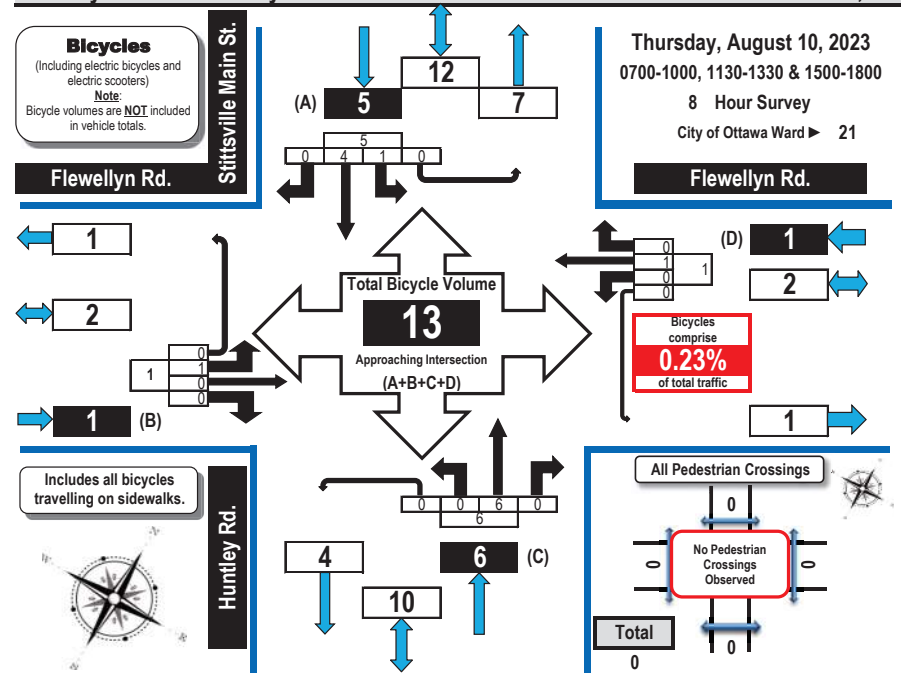 Bicycles
(Including electric bicycles and
electric scooters)
Note:
Bicycle volumes are NOT included
in vehicle totals.
Stittsville Main St.
Flewellyn Rd.
12
(A) 5
7
5
0 4 1 0
Thursday, August 10, 2023
0700-1000, 1130-1330 & 1500-1800
8 Hour Survey
City of Ottawa Ward ► 21
Flewellyn Rd.
1
2
0
1
0
0
1
1 (B)
Total Bicycle Volume
13
Approaching Intersection
(A+B+C+D)
0
1
0
0
1
(D) 1
2
Bicycles
comprise
0.23%
of total traffic
1
Includes all bicycles
travelling on sidewalks.
Huntley Rd.
0 0 6 0
6
4
6 (C)
10
All Pedestrian Crossings
0
0
No Pedestrian
Crossings
Observed
0
0
Total
0